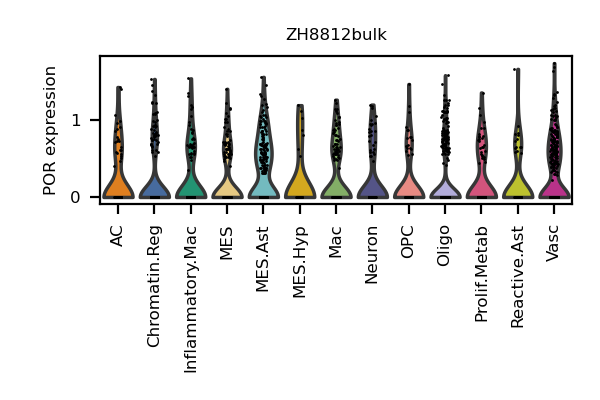 ZH8812bulk
POR expression
1
0
AC
Chromatin.Reg
Inflammatory.Mac
MES
MES.Ast
MES.Hyp
Mac
Neuron
OPC
Oligo
Prolif.Metab
Reactive.Ast
Vasc